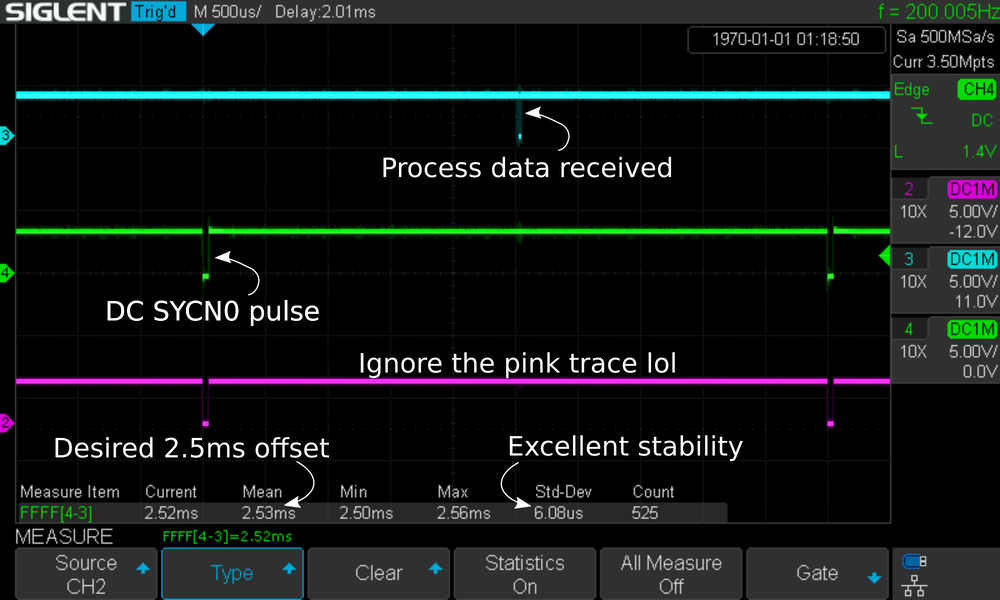 SIGLENT Trig'd M 500us/ Delay:2.01ms f = 200.005Hz
1970-01-01 01:18:50 Sa 500MSa/s
Curr 3.50Mpts
Edge CH4
DC
L 1.4V
3
Process data received
2 DC1M
10X 5.00V/
-12.0V
4
DC SYCN0 pulse
3 DC1M
10X 5.00V/
11.0V
4 DC1M
10X 5.00V/
0.0V
Ignore the pink trace lol
2
Desired 2.5ms offset
Excellent stability
Measure Item Current Mean Min Max Std-Dev Count
FFFF[4-3] 2.52ms 2.53ms 2.50ms 2.56ms 6.08us 525
MEASURE FFFF[4-3]=2.52ms
Source
CH2
Type
Clear
Statistics
On
All Measure
Off
Gate